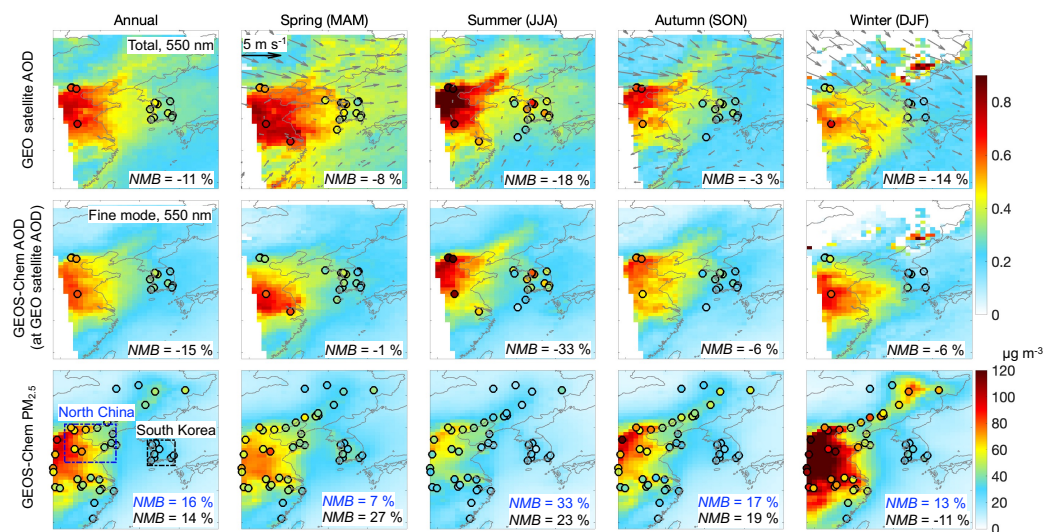 Annual
Spring (MAM)
Summer (JJA)
Autumn (SON)
Winter (DJF)
GEO satellite AOD
Total, 550 nm
5 m s⁻¹
NMB = -11 %
NMB = -8 %
NMB = -18 %
NMB = -3 %
NMB = -14 %
GEOS-Chem AOD
(at GEO satellite AOD)
Fine mode, 550 nm
NMB = -15 %
NMB = -1 %
NMB = -33 %
NMB = -6 %
NMB = -6 %
0.8
0.6
0.4
0.2
0
GEOS-Chem PM₂.₅
North China
South Korea
NMB = 16 %
NMB = 14 %
NMB = 7 %
NMB = 27 %
NMB = 33 %
NMB = 23 %
NMB = 17 %
NMB = 19 %
NMB = 13 %
NMB = -11 %
µg m⁻³
120
100
80
60
40
20
0